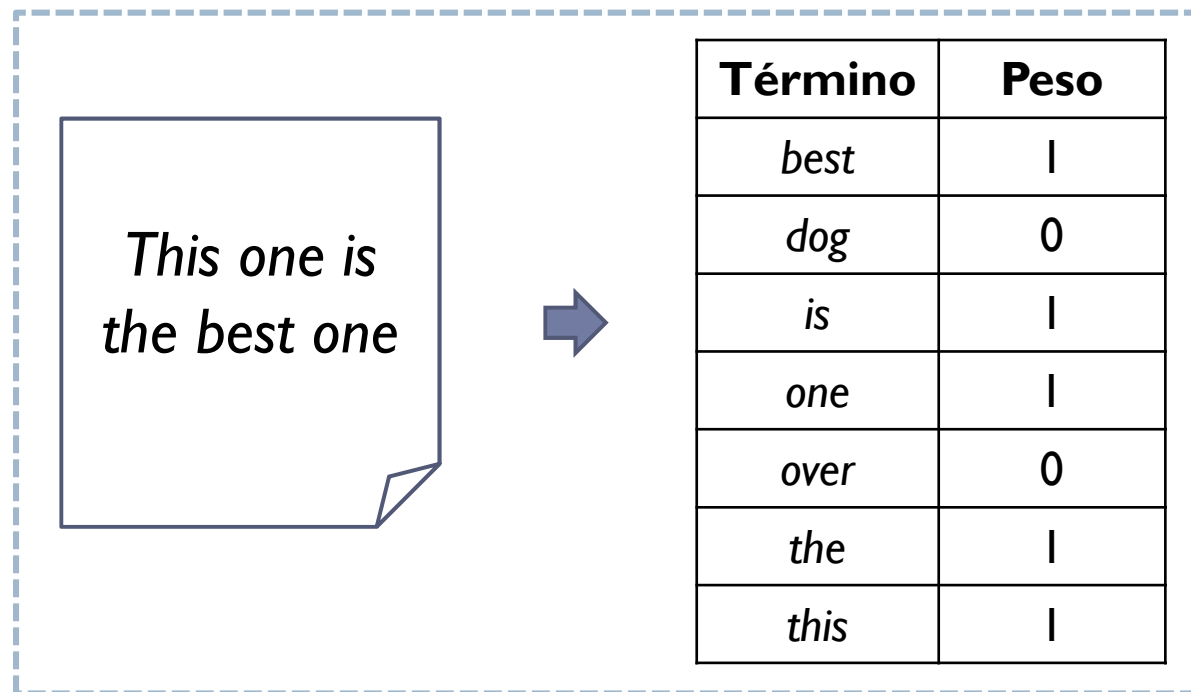 This one is
the best one
Término Peso
best 1
dog 0
is 1
one 1
over 0
the 1
this 1